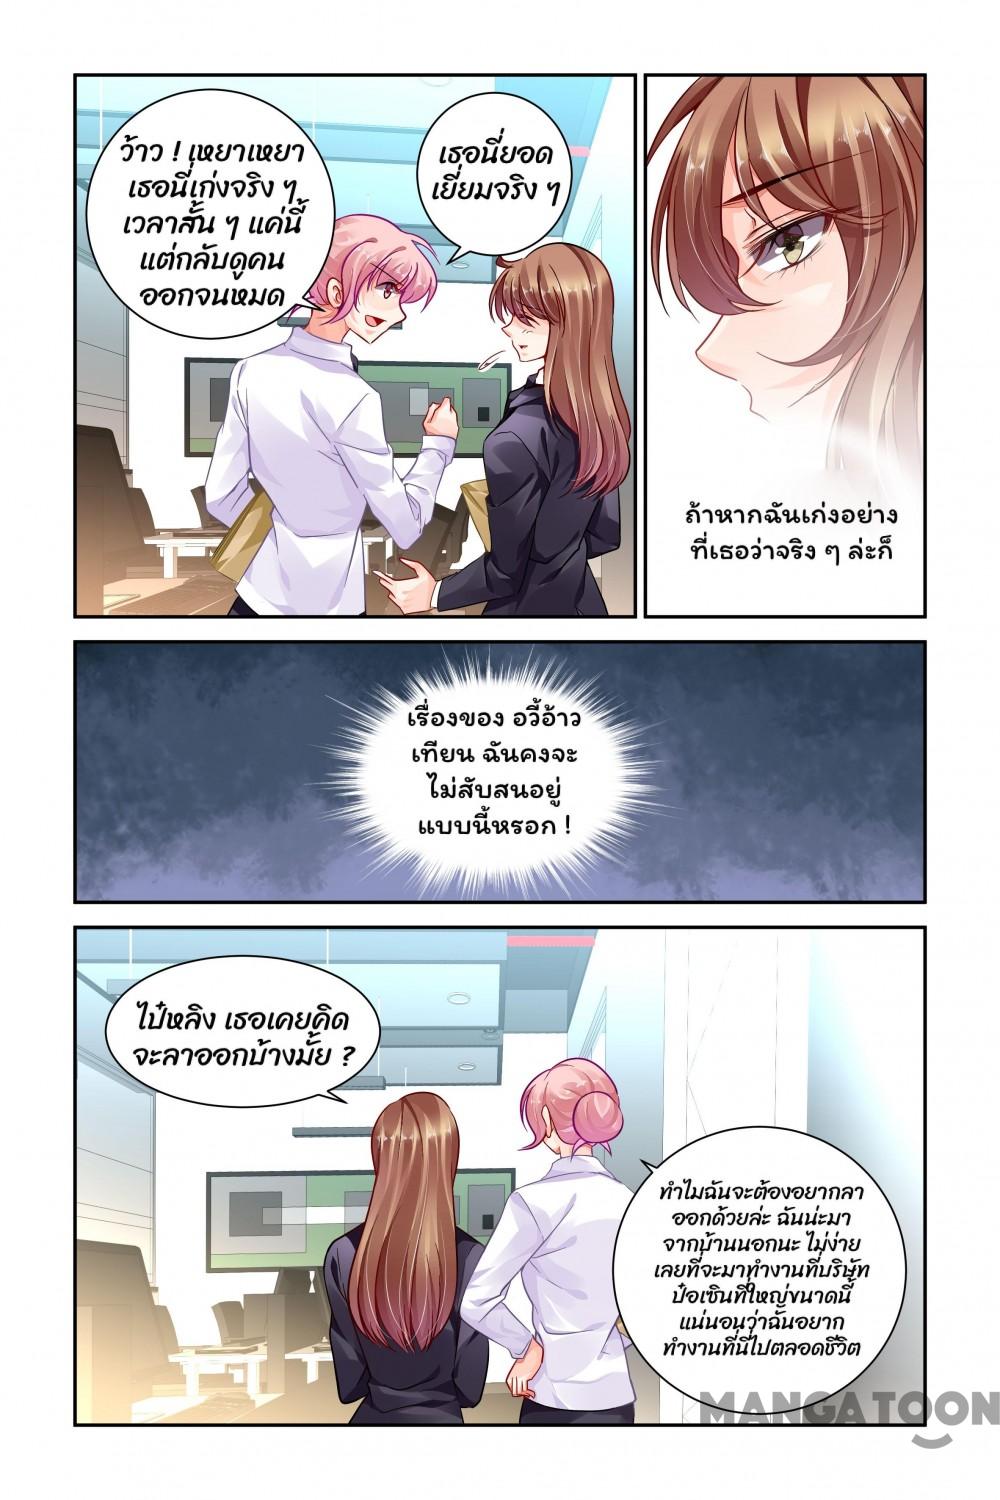 ว้าว ! เหยาเหยา
เธอนี่เก่งจริง ๆ
เวลาสั้น ๆ แค่นี้
แต่กลับดูคน
ออกจนหมด
เธอนี่ยอด
เยี่ยมจริง ๆ
ถ้าหากฉันเก่งอย่าง
ที่เธอว่าจริง ๆ ล่ะก็
เรื่องของ อวี้อ้าว
เทียน ฉันคงจะ
ไม่สับสนอยู่
แบบนี้หรอก !
ไป๋หลิง เธอเคยคิด
จะลาออกบ้างมั้ย ?
ทำไมฉันจะต้องอยากลา
ออกด้วยล่ะ ฉันน่ะมา
จากบ้านนอกนะ ไม่ง่าย
เลยที่จะมาทำงานที่บริษัท
ป๋อเซินที่ใหญ่ขนาดนี้
แน่นอนว่าฉันอยาก
ทำงานที่นี่ไปตลอดชีวิต
MANGATOON